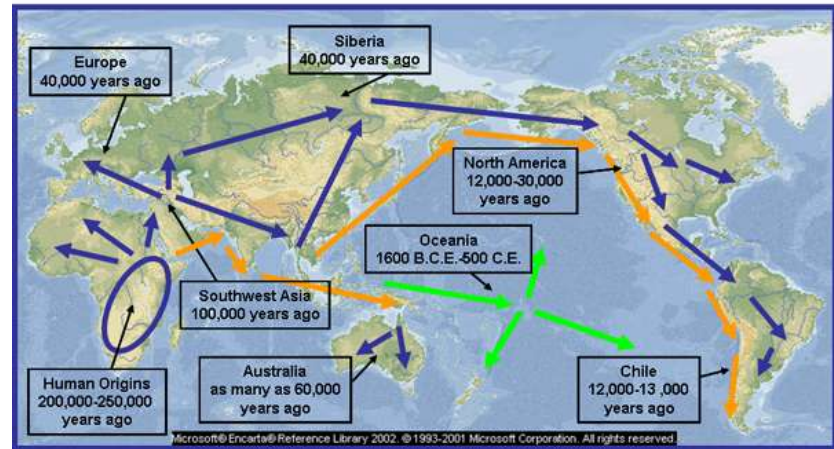 Siberia
40,000 years ago
Europe
40,000 years ago
North America
12,000-30,000
years ago
Oceania
1600 B.C.E.-500 C.E.
Southwest Asia
100,000 years ago
Human Origins
200,000-250,000
years ago
Australia
as many as 60,000
years ago
Chile
12,000-13 ,000
years ago
Microsoft® Encarta® Reference Library 2002. © 1993-2001 Microsoft Corporation. All rights reserved.